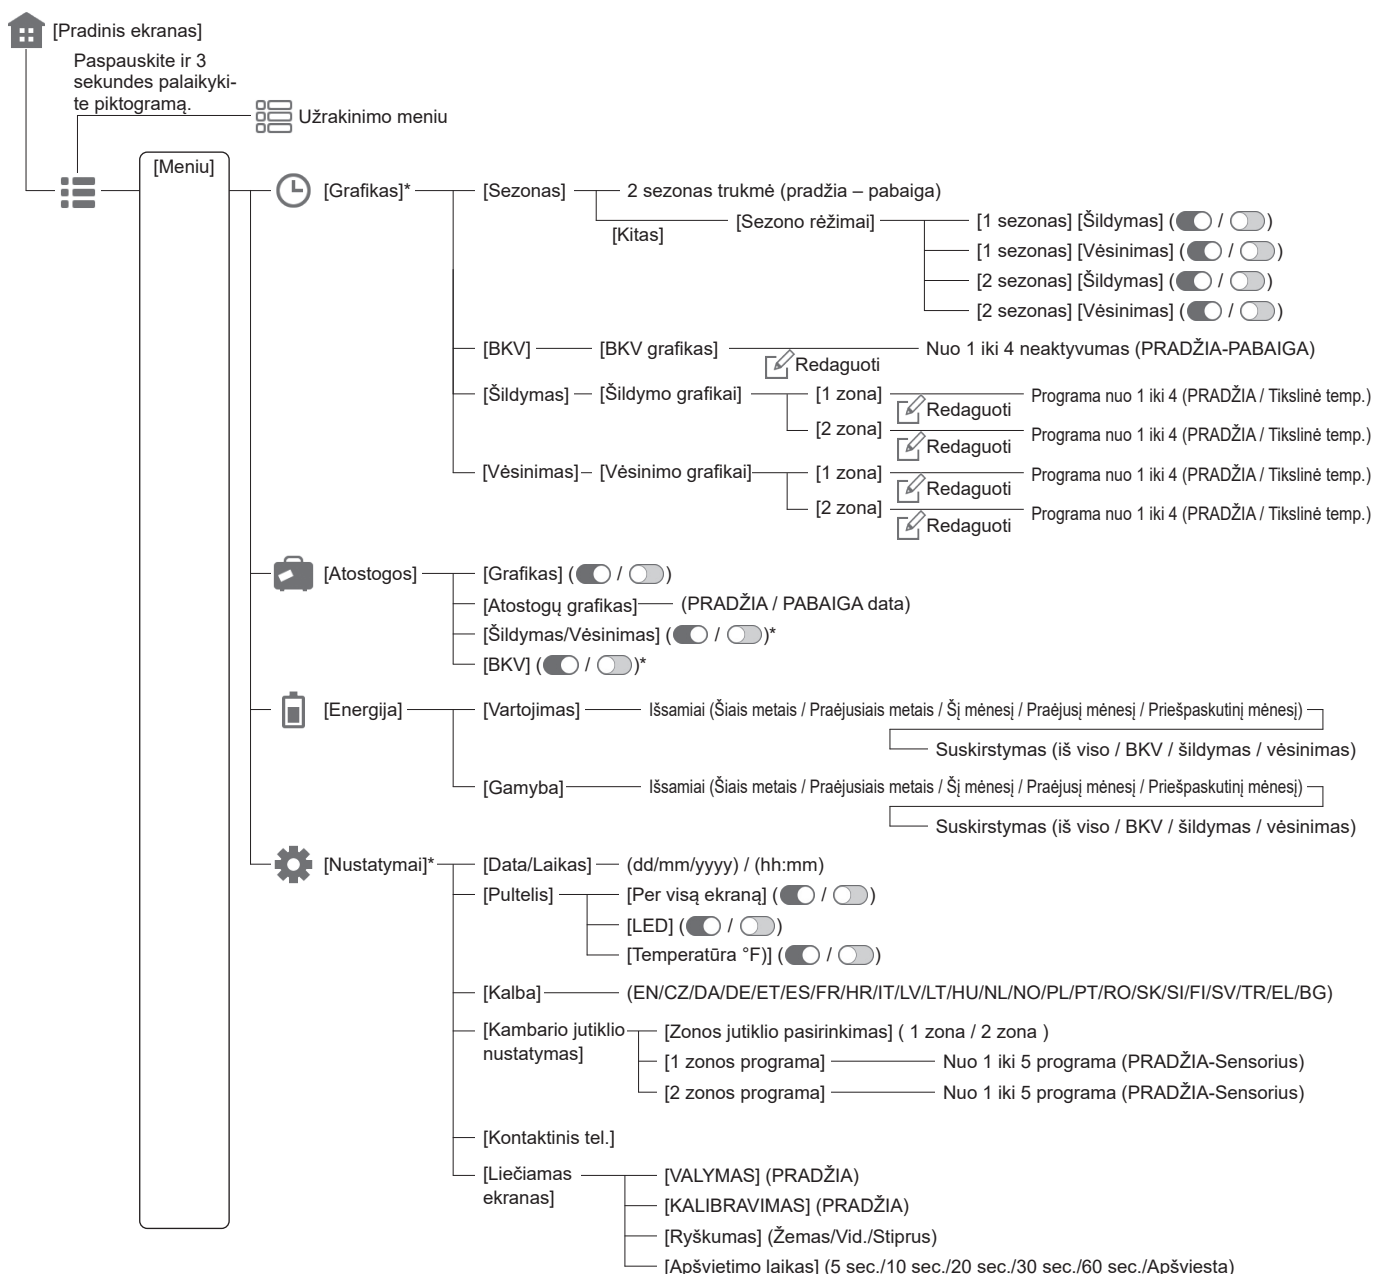 [Pradinis ekranas]
Paspauskite ir 3
sekundes palaikyki-
te piktogramą.
Užrakinimo meniu
[Meniu]
[Grafikas]*
[Sezonas]
2 sezonas trukmė (pradžia – pabaiga)
[Kitas]
[Sezono rėžimai]
[1 sezonas] [Šildymas] ( / )
[1 sezonas] [Vėsinimas] ( / )
[2 sezonas] [Šildymas] ( / )
[2 sezonas] [Vėsinimas] ( / )
[BKV]
[BKV grafikas]
Redaguoti
Nuo 1 iki 4 neaktyvumas (PRADŽIA-PABAIGA)
[Šildymas]
[Šildymo grafikai]
[1 zona]
Redaguoti
Programa nuo 1 iki 4 (PRADŽIA / Tikslinė temp.)
[2 zona]
Redaguoti
Programa nuo 1 iki 4 (PRADŽIA / Tikslinė temp.)
[Vėsinimas]
[Vėsinimo grafikai]
[1 zona]
Redaguoti
Programa nuo 1 iki 4 (PRADŽIA / Tikslinė temp.)
[2 zona]
Redaguoti
Programa nuo 1 iki 4 (PRADŽIA / Tikslinė temp.)
[Atostogos]
[Grafikas] ( / )
[Atostogų grafikas]
(PRADŽIA / PABAIGA data)
[Šildymas/Vėsinimas] ( / )*
[BKV] ( / )*
[Energija]
[Vartojimas]
Išsamiai (Šiais metais / Praėjusiais metais / Šį mėnesį / Praėjusį mėnesį / Priešpaskutinį mėnesį)
Suskirstymas (iš viso / BKV / šildymas / vėsinimas)
[Gamyba]
Išsamiai (Šiais metais / Praėjusiais metais / Šį mėnesį / Praėjusį mėnesį / Priešpaskutinį mėnesį)
Suskirstymas (iš viso / BKV / šildymas / vėsinimas)
[Nustatymai]*
[Data/Laikas]
(dd/mm/yyyy) / (hh:mm)
[Pultelis]
[Per visą ekraną] ( / )
[LED] ( / )
[Temperatūra °F)] ( / )
[Kalba]
(EN/CZ/DA/DE/ET/ES/FR/HR/IT/LV/LT/HU/NL/NO/PL/PT/RO/SK/SI/FI/SV/TR/EL/BG)
[Kambario jutiklio
nustatymas]
[Zonos jutiklio pasirinkimas] ( 1 zona / 2 zona )
[1 zonos programa]
Nuo 1 iki 5 programa (PRADŽIA-Sensorius)
[2 zonos programa]
Nuo 1 iki 5 programa (PRADŽIA-Sensorius)
[Kontaktinis tel.]
[Liečiamas
ekranas]
[VALYMAS] (PRADŽIA)
[KALIBRAVIMAS] (PRADŽIA)
[Ryškumas] (Žemas/Vid./Stiprus)
[Apšvietimo laikas] (5 sec./10 sec./20 sec./30 sec./60 sec./Apšviesta)